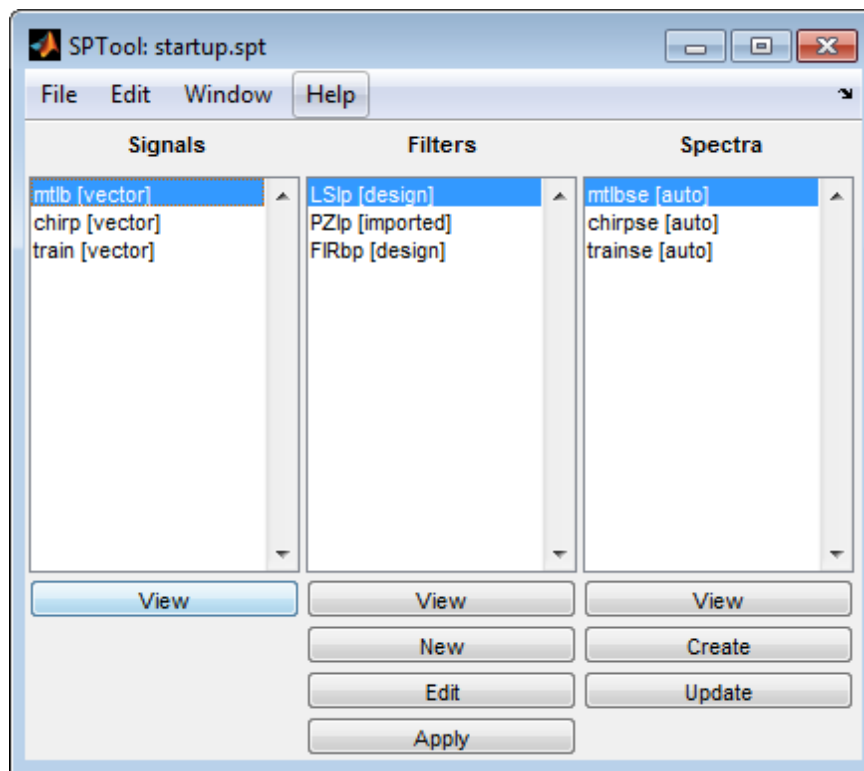 SPTool: startup.spt
File Edit Window Help
Signals Filters Spectra
mtlb [vector]
chirp [vector]
train [vector]
LSlp [design]
PZlp [imported]
FIRbp [design]
mtlbse [auto]
chirpse [auto]
trainse [auto]
View
View
New
Edit
Apply
View
Create
Update